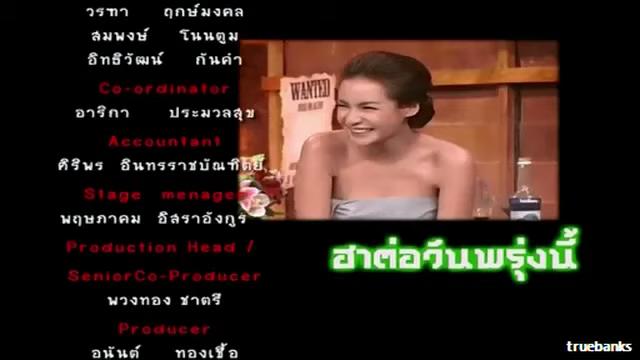 วรฑา ฤกษ์มงคล
สมพงษ์ โนนตูม
อิทธิวัฒน์ กันคำ
Co-ordinator
อาริกา ประมวลสุข
Accountant
ศิริพร อินทรราชบัณฑิตย์
Stage menager
พฤษภาคม อิสรางกูร
Production Head /
SeniorCo-Producer
พวงทอง ชาตรี
Producer
อนันต์ ทองเชื้อ
WANTED
ฮาต่อวันพรุ่งนี้
truebanks